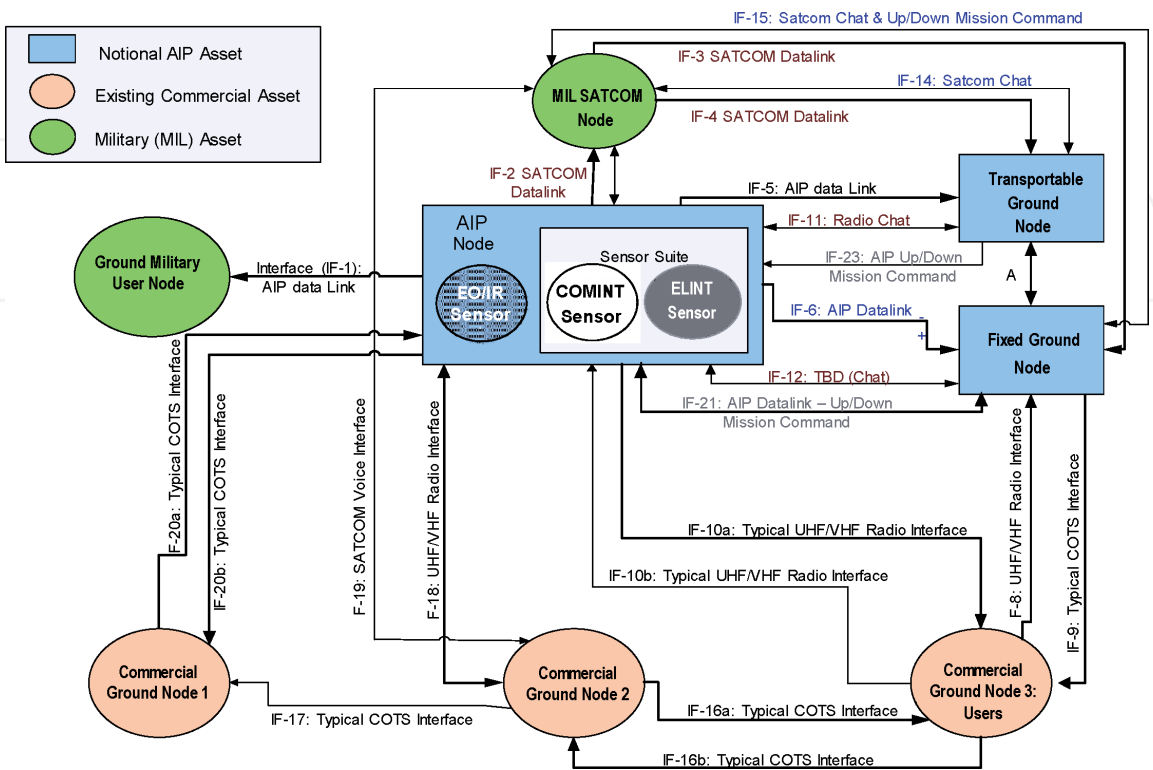 IF-15: Satcom Chat & Up/Down Mission Command
Notional AIP Asset
Existing Commercial Asset
Military (MIL) Asset
IF-3 SATCOM Datalink
IF-14: Satcom Chat
MIL SATCOM
Node
IF-4 SATCOM Datalink
IF-2 SATCOM
Datalink
Transportable
Ground
Node
IF-5: AIP data Link
IF-11: Radio Chat
IF-23: AIP Up/Down
Mission Command
A
AIP
Node
Sensor Suite
EO/IR
Sensor
COMINT
Sensor
ELINT
Sensor
Ground Military
User Node
Interface (IF-1):
AIP data Link
IF-6: AIP Datalink -
+
Fixed Ground
Node
IF-12: TBD (Chat)
IF-21: AIP Datalink – Up/Down
Mission Command
F-20a: Typical COTS Interface
IF-20b: Typical COTS Interface
F-19: SATCOM Voice Interface
F-18: UHF/VHF Radio Interface
F-8: UHF/VHF Radio Interface
IF-9: Typical COTS Interface
IF-10a: Typical UHF/VHF Radio Interface
IF-10b: Typical UHF/VHF Radio Interface
Commercial
Ground Node 1
Commercial
Ground Node 2
Commercial
Ground Node 3:
Users
IF-17: Typical COTS Interface
IF-16a: Typical COTS Interface
IF-16b: Typical COTS Interface